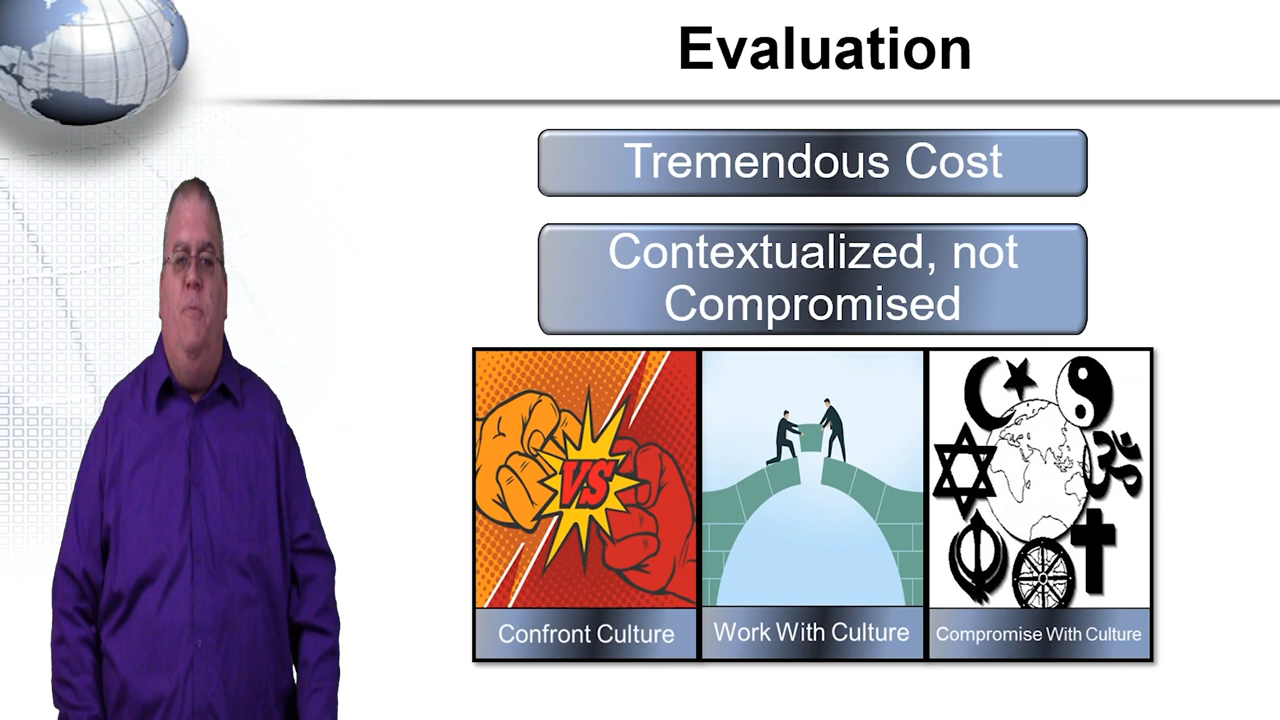 Evaluation
Tremendous Cost
Contextualized, not
Compromised
VS
Confront Culture
Work With Culture
Compromise With Culture